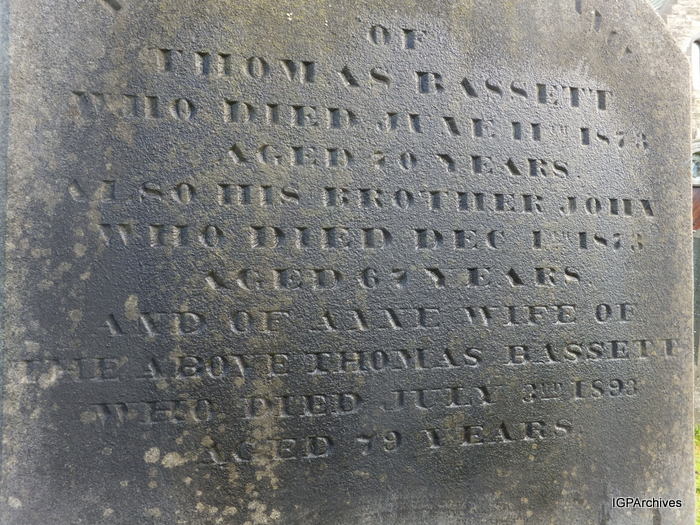 OF
THOMAS BASSETT
WHO DIED JUNE 11TH 1873
AGED 70 YEARS.
ALSO HIS BROTHER JOHN
WHO DIED DEC 1ST 1873
AGED 67 YEARS.
AND OF ANNE WIFE OF
THE ABOVE THOMAS BASSETT
WHO DIED JULY 3RD 1893
AGED 79 YEARS.
IGPArchives